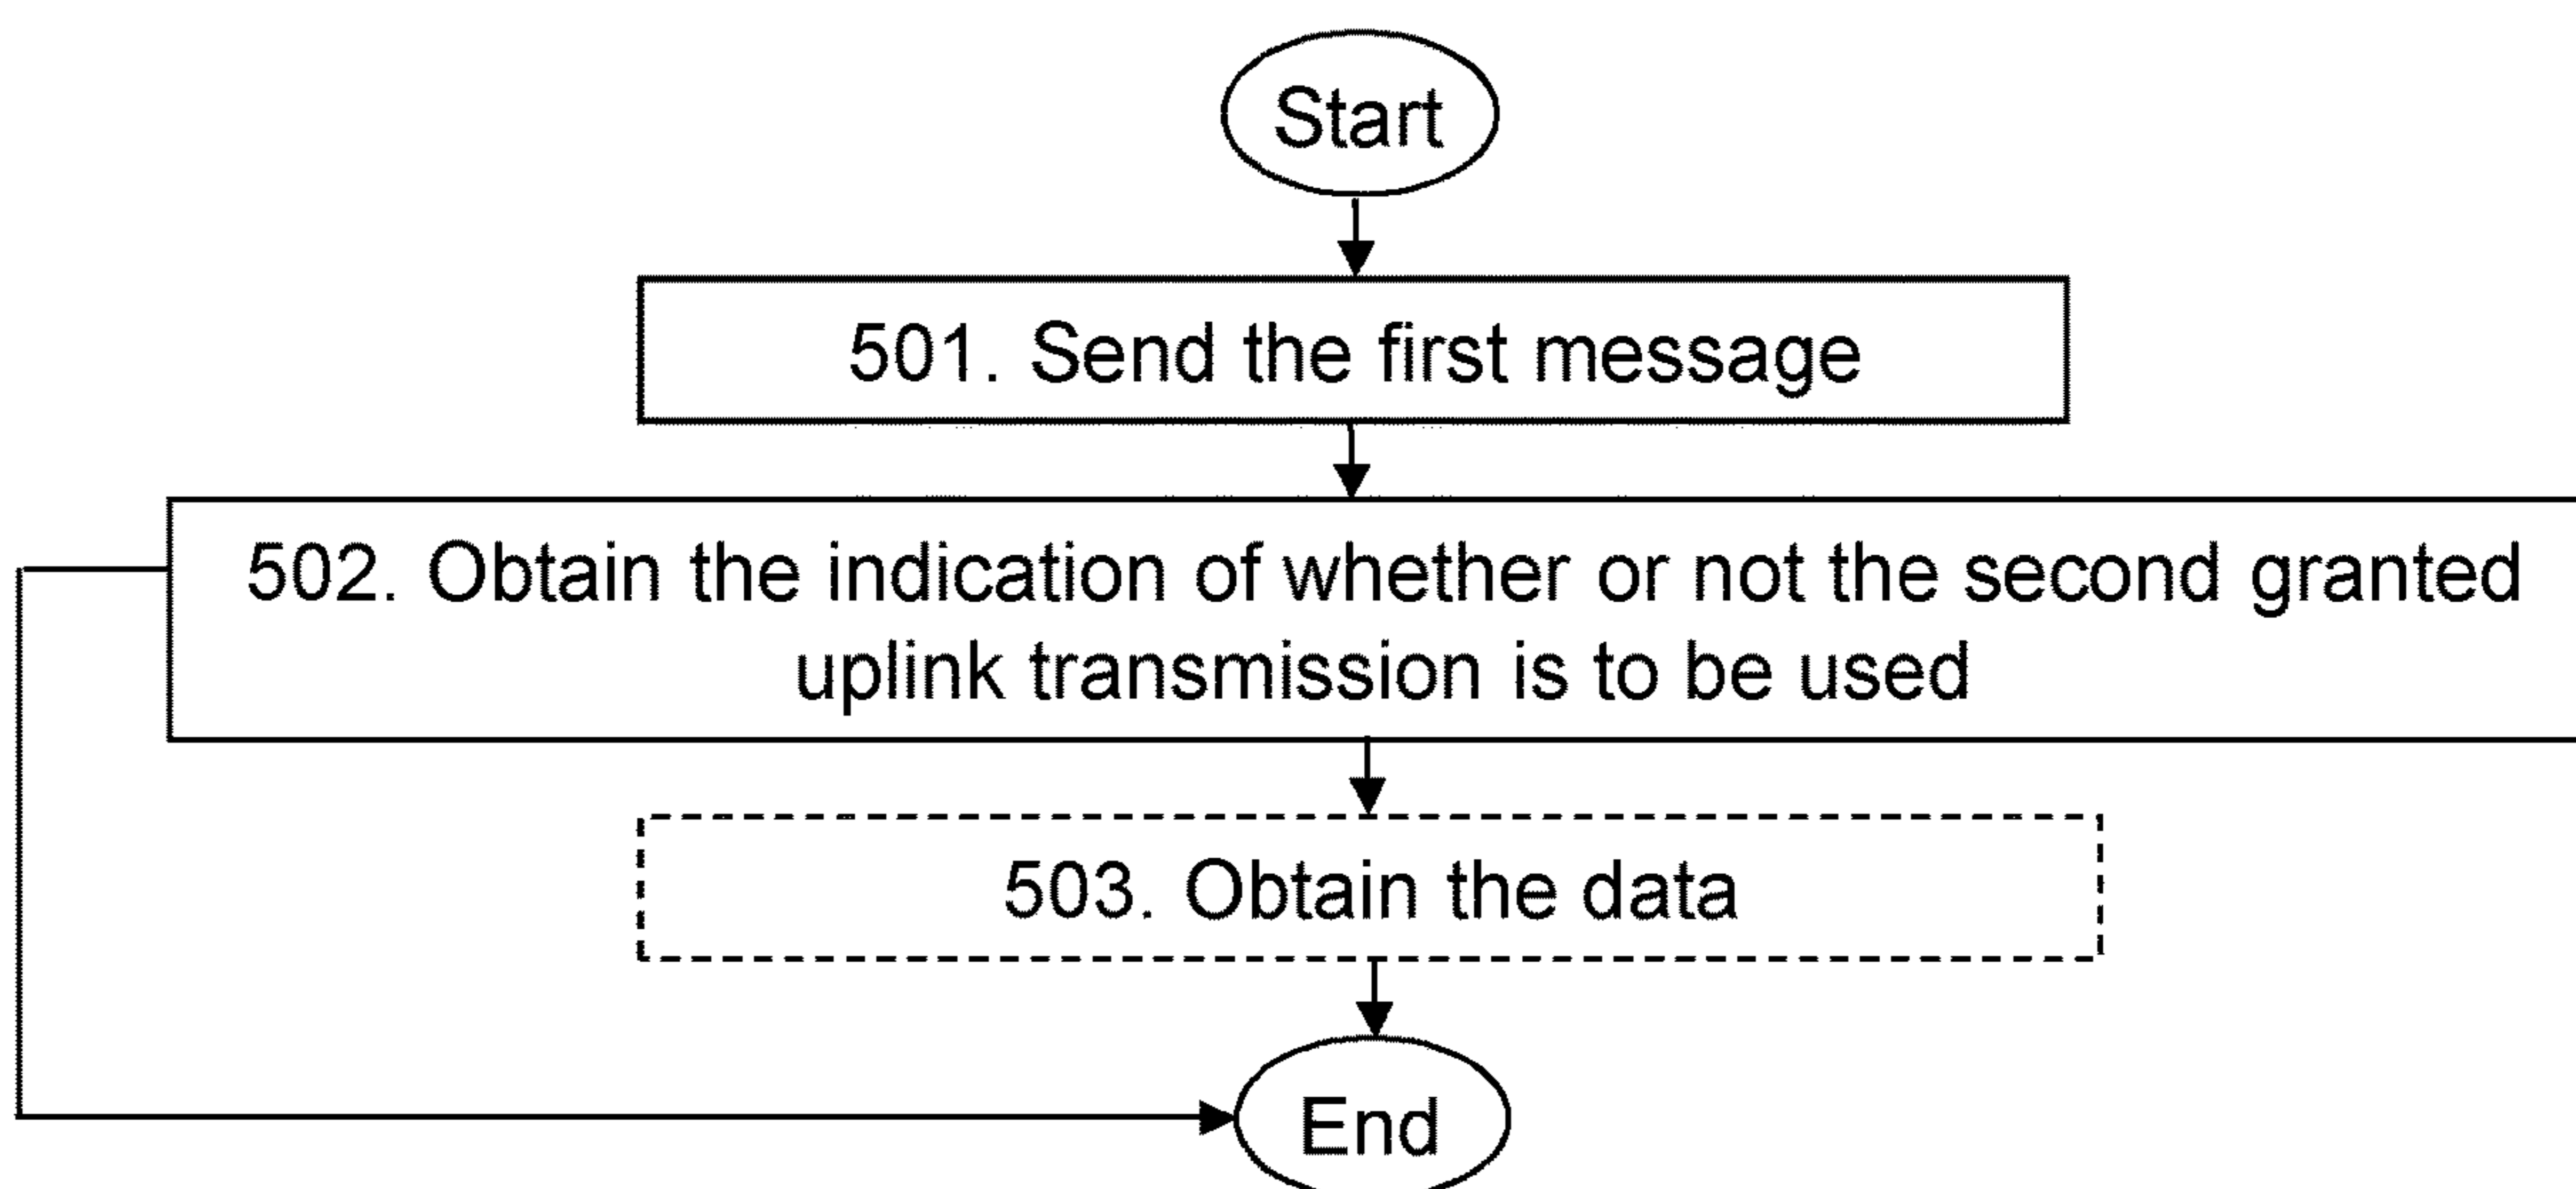 Start
501. Send the first message
502. Obtain the indication of whether or not the second granted
uplink transmission is to be used
503. Obtain the data
End